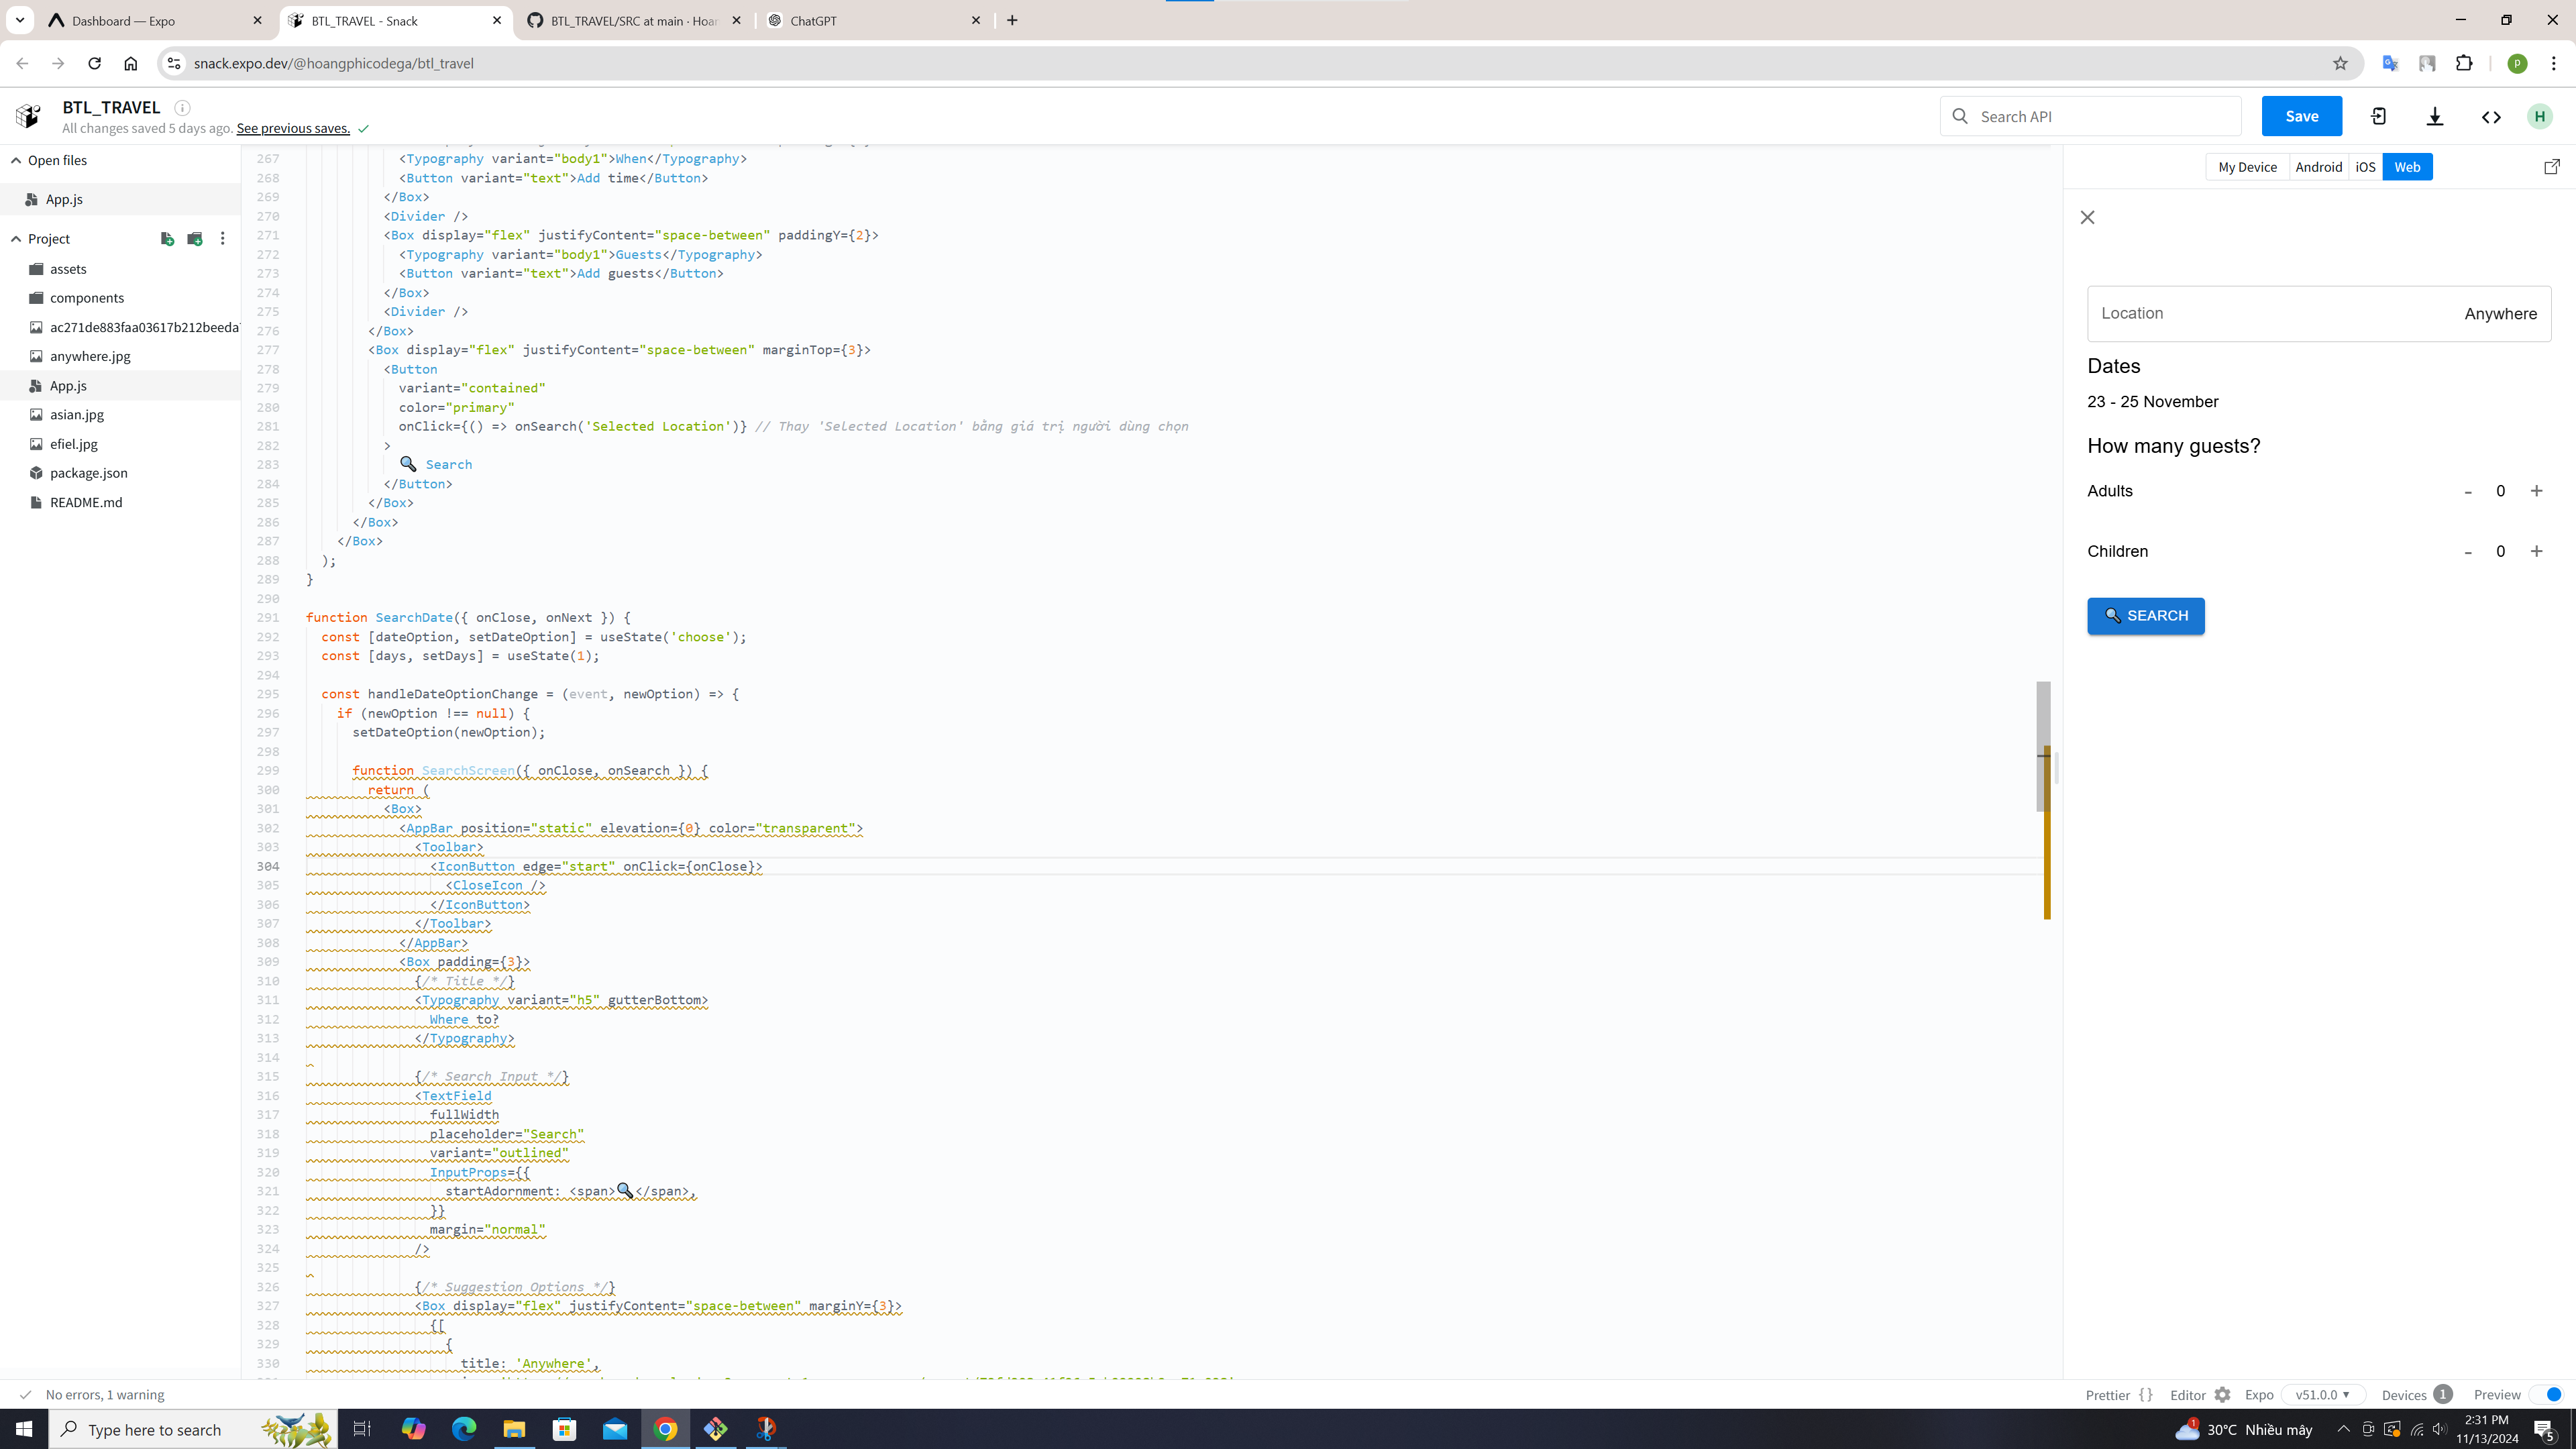 Dashboard — Expo
BTL_TRAVEL - Snack
BTL_TRAVEL/SRC at main · Hoan
ChatGPT
snack.expo.dev/@hoangphicodega/btl_travel
P
BTL_TRAVEL
All changes saved 5 days ago. See previous saves.
Search API
Save
H
Open files
App.js
Project
assets
components
ac271de883faa03617b212beeda
anywhere.jpg
App.js
asian.jpg
efiel.jpg
package.json
README.md
267 <Typography variant="body1">When</Typography>
268 <Button variant="text">Add time</Button>
269 </Box>
270 <Divider />
271 <Box display="flex" justifyContent="space-between" paddingY={2}>
272 <Typography variant="body1">Guests</Typography>
273 <Button variant="text">Add guests</Button>
274 </Box>
275 <Divider />
276 </Box>
277 <Box display="flex" justifyContent="space-between" marginTop={3}>
278 <Button
279 variant="contained"
280 color="primary"
281 onClick={() => onSearch('Selected Location')} // Thay 'Selected Location' bằng giá trị người dùng chọn
282 >
283 🔍 Search
284 </Button>
285 </Box>
286 </Box>
287 </Box>
288 );
289 }
290
291 function SearchDate({ onClose, onNext }) {
292 const [dateOption, setDateOption] = useState('choose');
293 const [days, setDays] = useState(1);
294
295 const handleDateOptionChange = (event, newOption) => {
296 if (newOption !== null) {
297 setDateOption(newOption);
298
299 function SearchScreen({ onClose, onSearch }) {
300 return (
301 <Box>
302 <AppBar position="static" elevation={0} color="transparent">
303 <Toolbar>
304 <IconButton edge="start" onClick={onClose}>
305 <CloseIcon />
306 </IconButton>
307 </Toolbar>
308 </AppBar>
309 <Box padding={3}>
310 {/* Title */}
311 <Typography variant="h5" gutterBottom>
312 Where to?
313 </Typography>
314
315 {/* Search Input */}
316 <TextField
317 fullWidth
318 placeholder="Search"
319 variant="outlined"
320 InputProps={{
321 startAdornment: <span>🔍</span>,
322 }}
323 margin="normal"
324 />
325
326 {/* Suggestion Options */}
327 <Box display="flex" justifyContent="space-between" marginY={3}>
328 {[
329 {
330 title: 'Anywhere',
My Device
Android
iOS
Web
Location
Anywhere
Dates
23 - 25 November
How many guests?
Adults
- 0 +
Children
- 0 +
🔍 SEARCH
No errors, 1 warning
Prettier { }
Editor
Expo
v51.0.0
Devices 1
Preview
Type here to search
1
30°C Nhiều mây
2:31 PM
11/13/2024
5